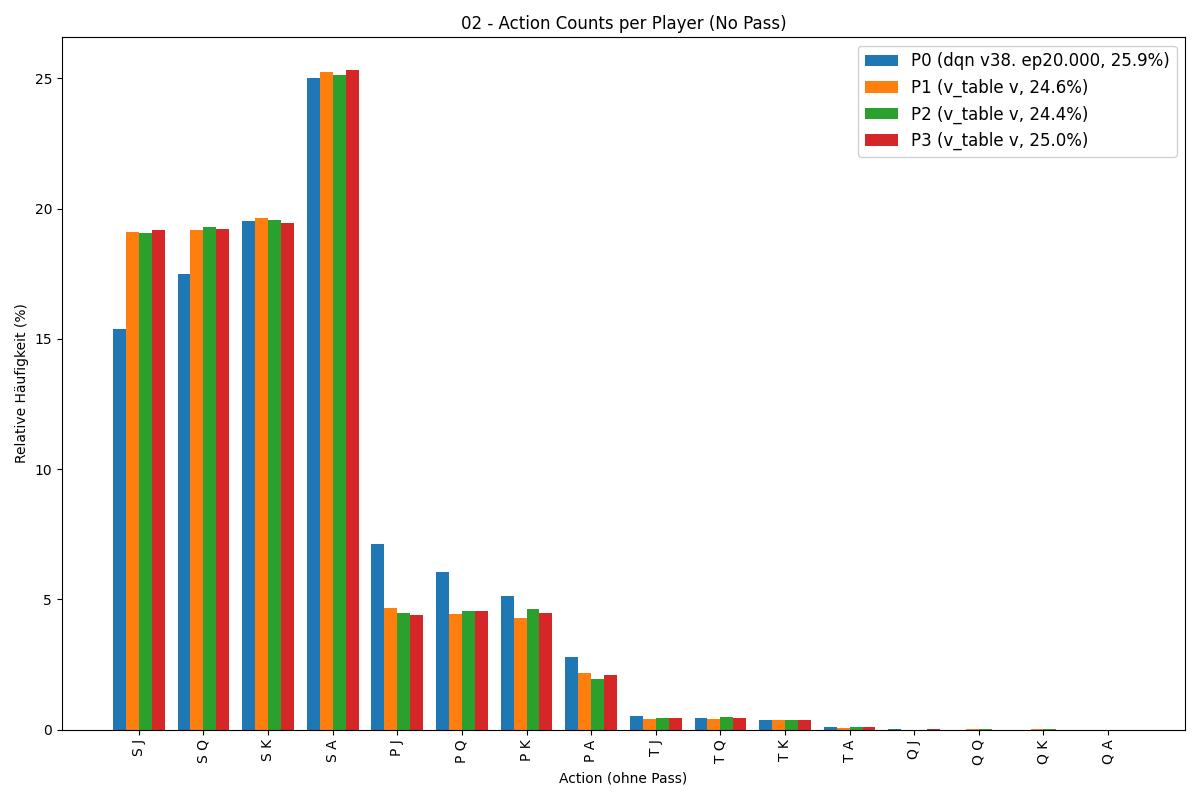 02 - Action Counts per Player (No Pass)
P0 (dqn v38. ep20.000, 25.9%)
P1 (v_table v, 24.6%)
P2 (v_table v, 24.4%)
P3 (v_table v, 25.0%)
Relative Häufigkeit (%)
25
20
15
10
5
0
S J
S Q
S K
S A
P J
P Q
P K
P A
T J
T Q
T K
T A
Q J
Q Q
Q K
Q A
Action (ohne Pass)